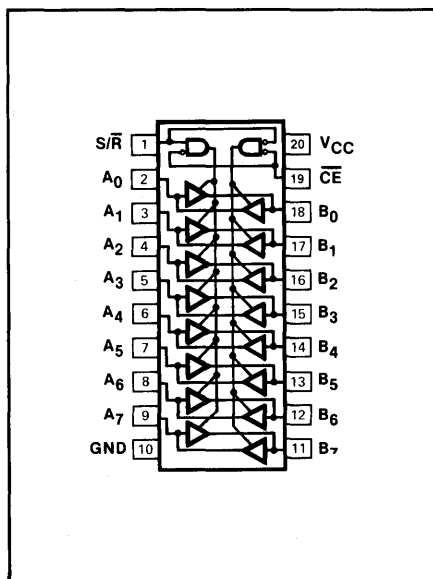 S/R̅ 1 20 VCC
A0 2 19 C̅E̅
A1 3 18 B0
A2 4 17 B1
A3 5 16 B2
A4 6 15 B3
A5 7 14 B4
A6 8 13 B5
A7 9 12 B6
GND 10 11 B7